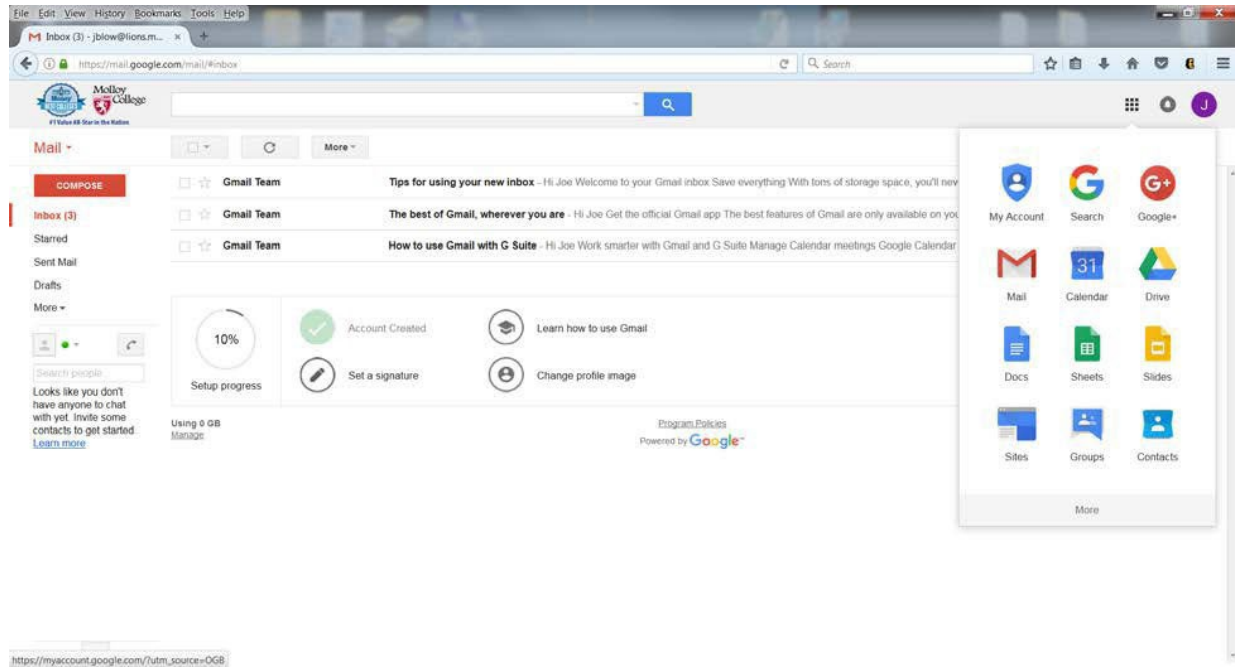 File Edit View History Bookmarks Tools Help
Inbox (3) - jblow@lions.m...
https://mail.google.com/mail/#inbox
Search
Molloy College
#1 Value All-Star in the Nation
J
Mail
More
COMPOSE
Inbox (3)
Starred
Sent Mail
Drafts
More
Gmail Team Tips for using your new inbox - Hi Joe Welcome to your Gmail inbox Save everything With tons of storage space, you'll nev
Gmail Team The best of Gmail, wherever you are - Hi Joe Get the official Gmail app The best features of Gmail are only available on you
Gmail Team How to use Gmail with G Suite - Hi Joe Work smarter with Gmail and G Suite Manage Calendar meetings Google Calendar
10%
Setup progress
Account Created
Learn how to use Gmail
Set a signature
Change profile image
Search people...
Looks like you don't
have anyone to chat
with yet. Invite some
contacts to get started.
Learn more
Using 0 GB
Manage
Program Policies
Powered by Google™
My Account Search Google+
G G+
31
Mail Calendar Drive
Docs Sheets Slides
Sites Groups Contacts
More
https://myaccount.google.com/?utm_source=OGB